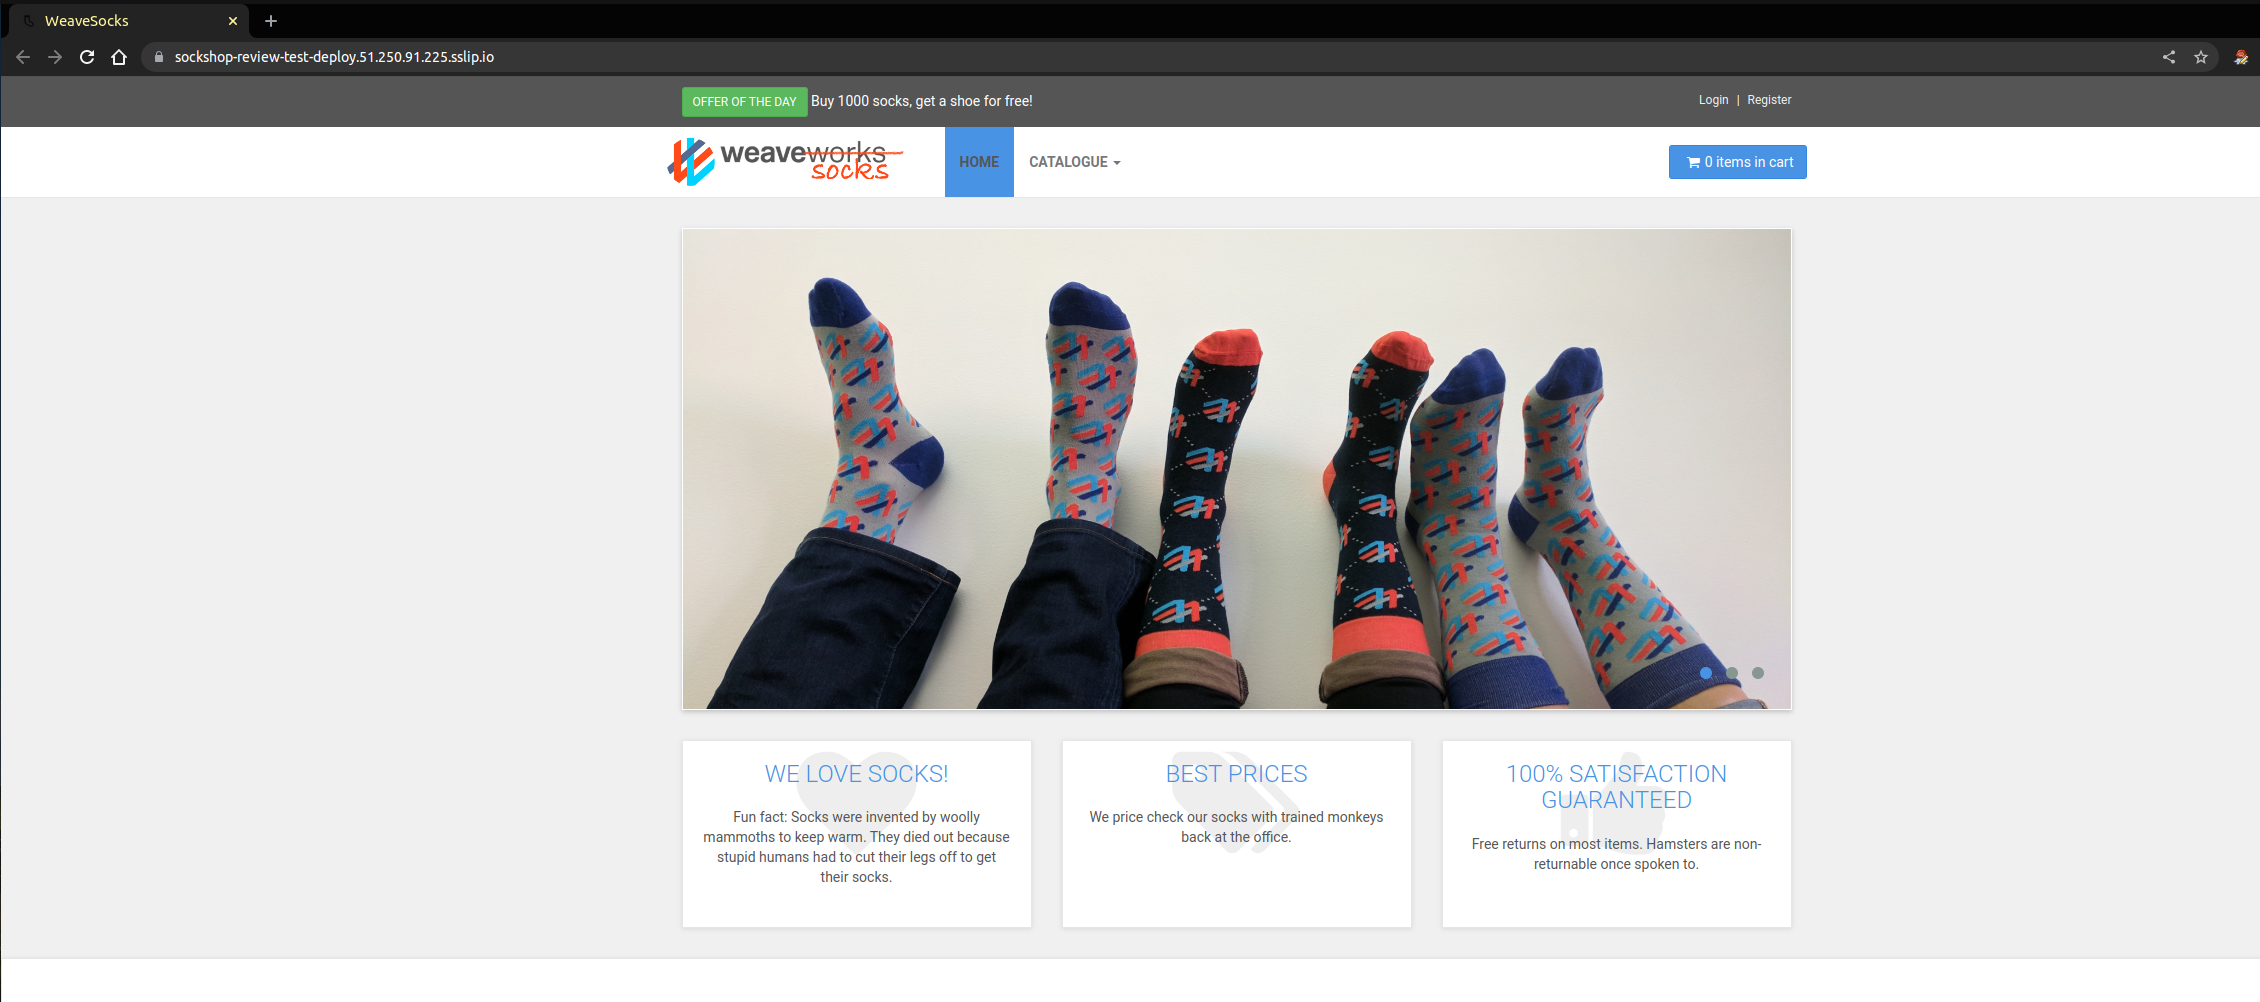 WeaveSocks
sockshop-review-test-deploy.51.250.91.225.sslip.io
OFFER OF THE DAY Buy 1000 socks, get a shoe for free!
Login | Register
weaveworks
socks
HOME
CATALOGUE
0 items in cart
WE LOVE SOCKS!
Fun fact: Socks were invented by woolly
mammoths to keep warm. They died out because
stupid humans had to cut their legs off to get
their socks.
BEST PRICES
We price check our socks with trained monkeys
back at the office.
100% SATISFACTION
GUARANTEED
Free returns on most items. Hamsters are non-
returnable once spoken to.